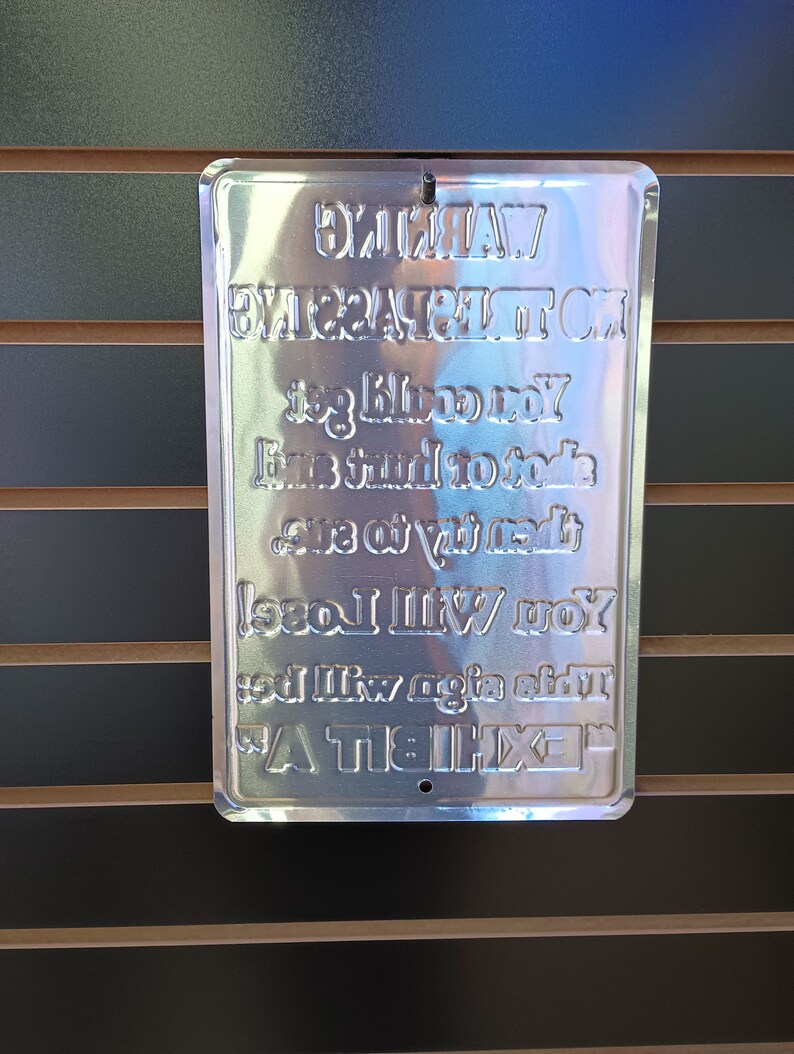 WARNING
NO TRESPASSING
You could get
shot or hurt and
then try to sue,
You Will Lose!
This sign will be:
"EXHIBIT A"